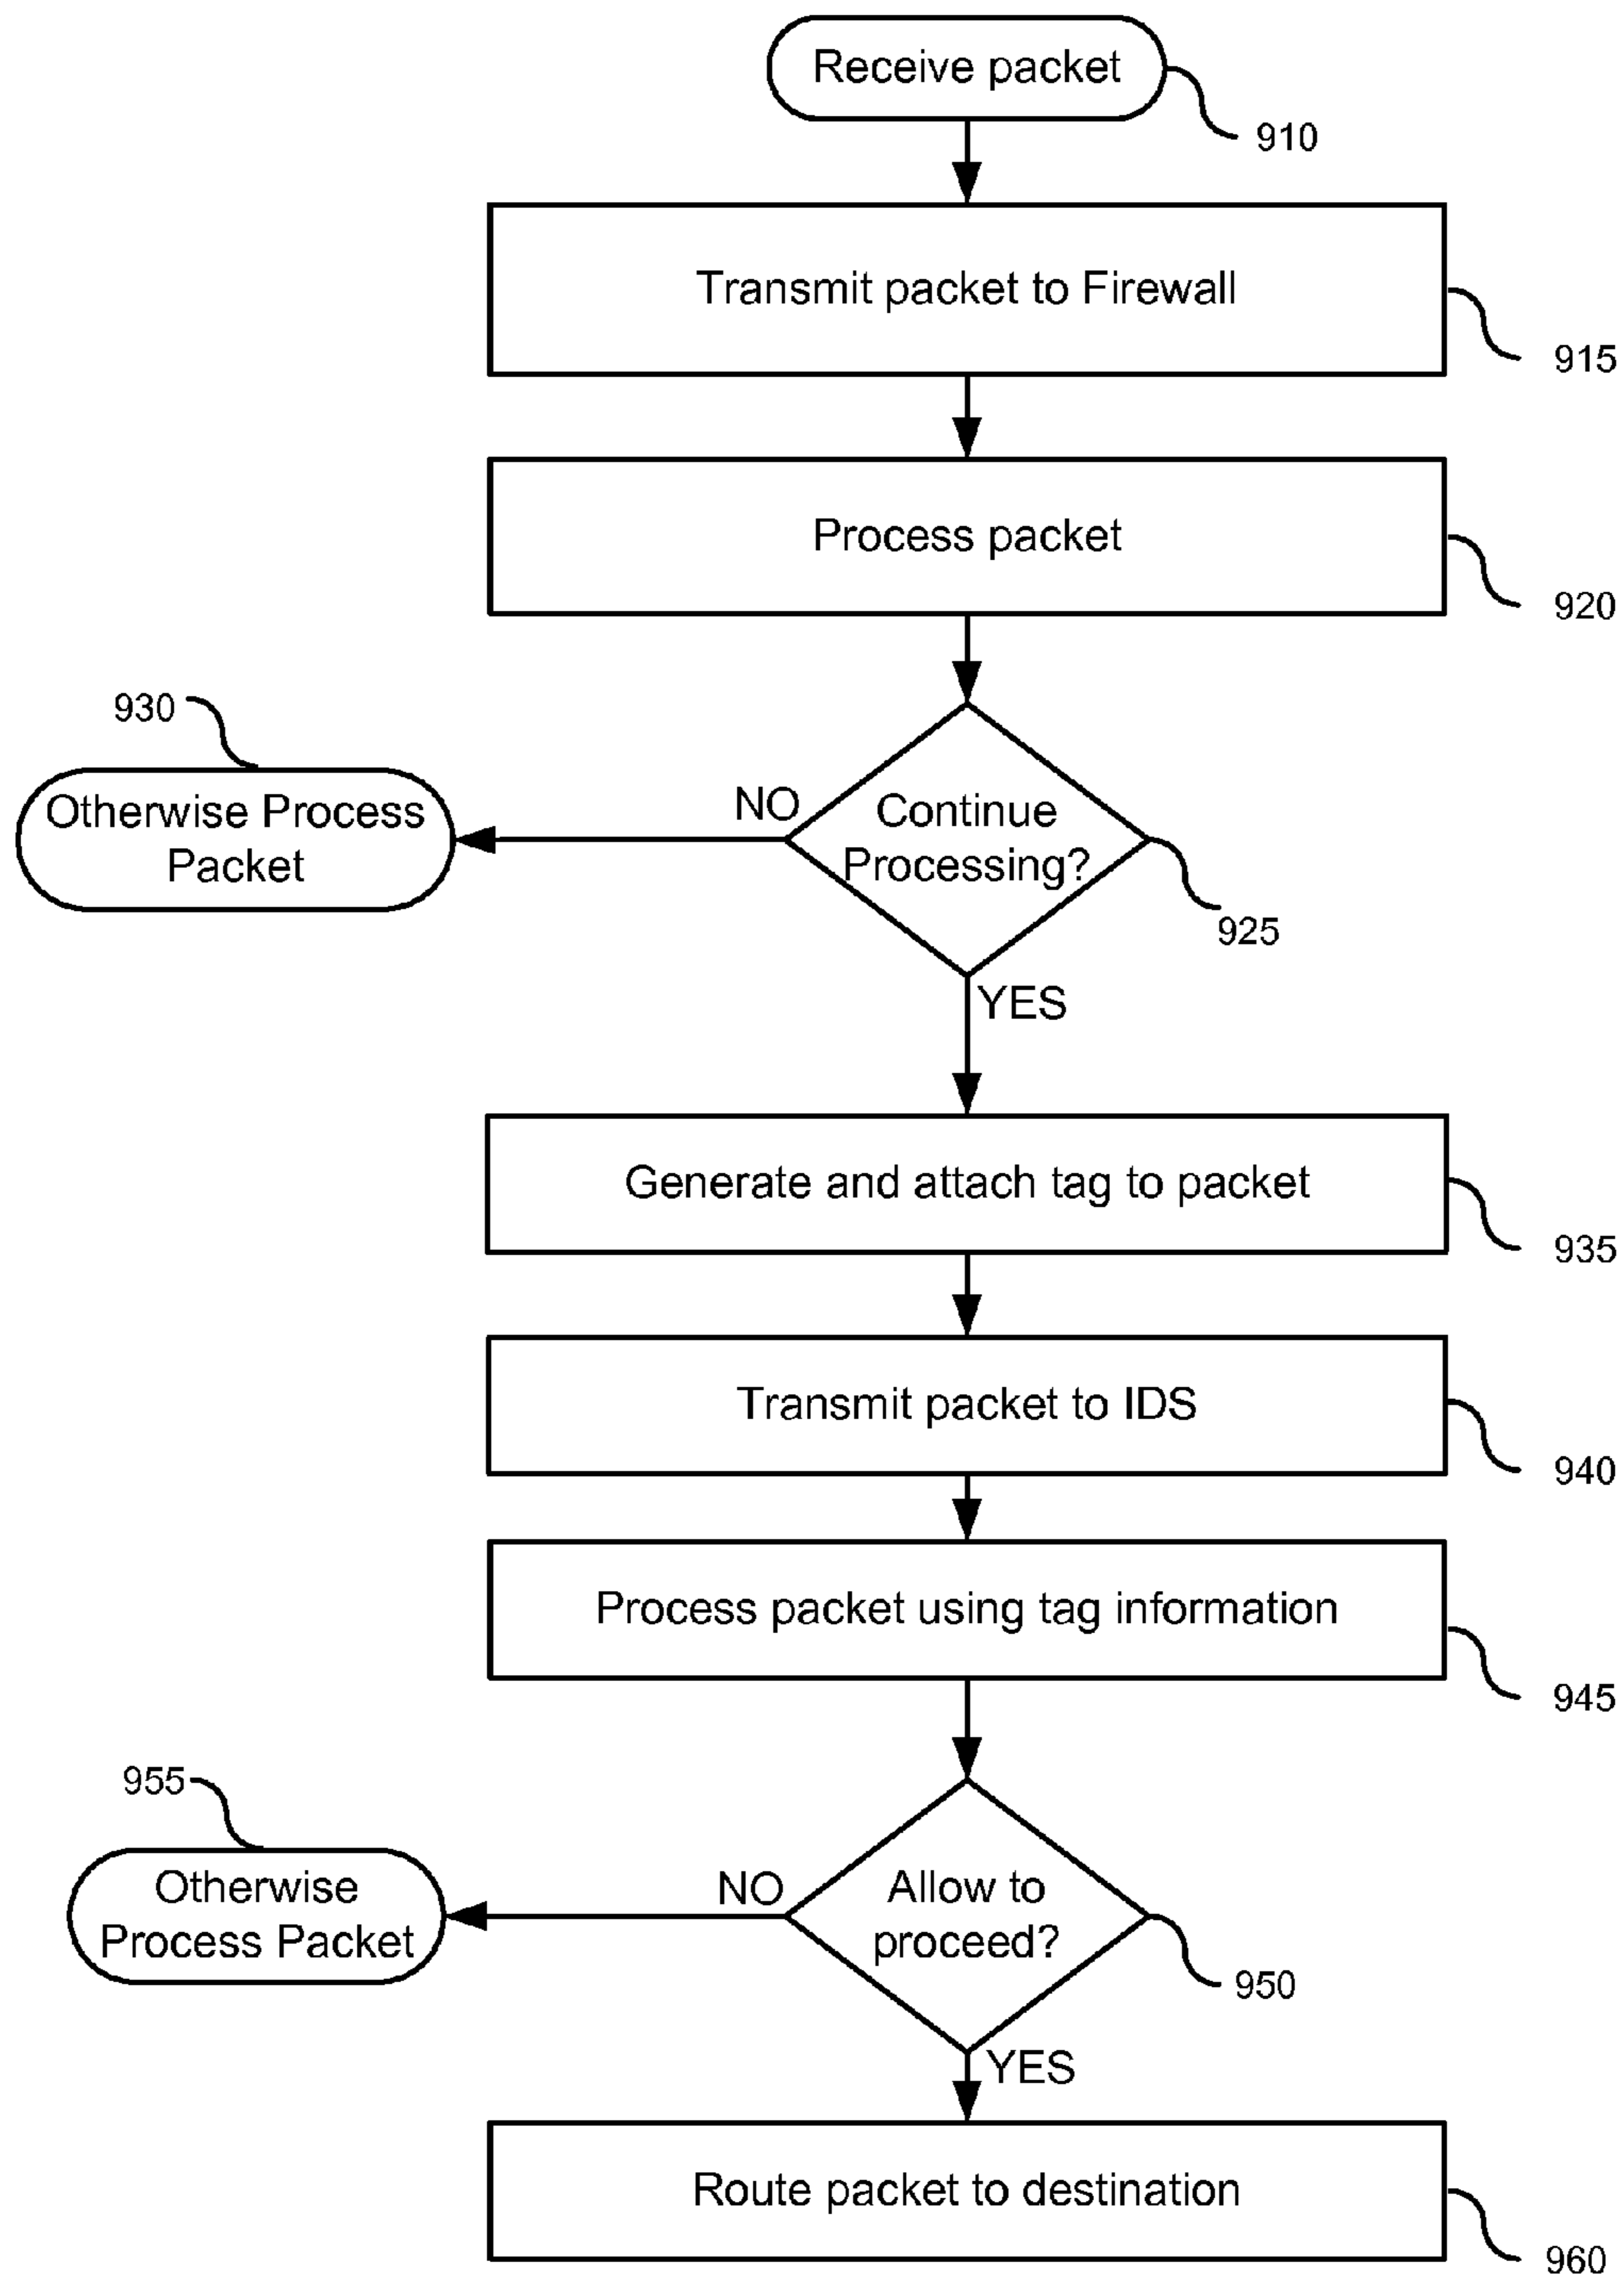 Receive packet
910
Transmit packet to Firewall
915
Process packet
920
930
Otherwise Process
Packet
NO
Continue
Processing?
925
YES
Generate and attach tag to packet
935
Transmit packet to IDS
940
Process packet using tag information
945
955
Otherwise
Process Packet
NO
Allow to
proceed?
950
YES
Route packet to destination
960